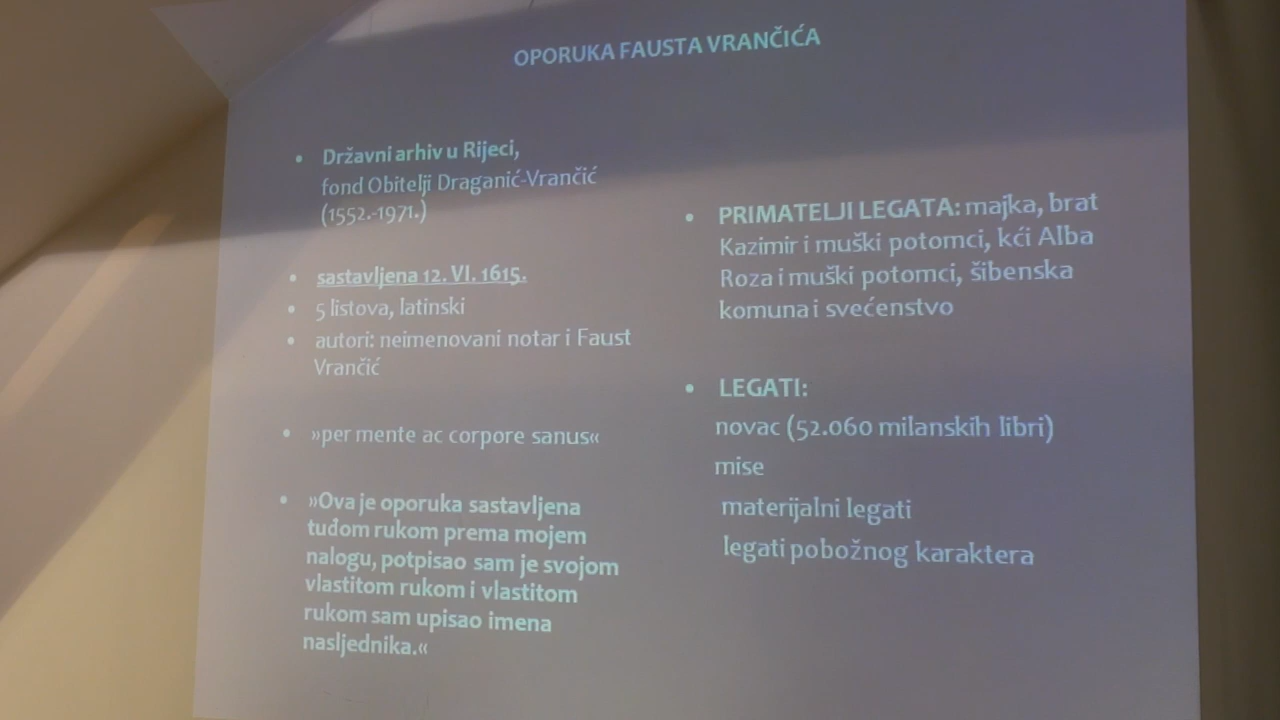 OPORUKA FAUSTA VRANČIĆA
• Državni arhiv u Rijeci,
fond Obitelji Draganić-Vrančić
(1552.-1971.)
• sastavljena 12. VI. 1615.
• 5 listova, latinski
• autori: neimenovani notar i Faust
Vrančić
• »per mente ac corpore sanus«
• »Ova je oporuka sastavljena
tuđom rukom prema mojem
nalogu, potpisao sam je svojom
vlastitom rukom i vlastitom
rukom sam upisao imena
nasljednika.«
• PRIMATELJI LEGATA: majka, brat
Kazimir i muški potomci, kći Alba
Roza i muški potomci, šibenska
komuna i svećenstvo
• LEGATI:
novac (52.060 milanskih libri)
mise
materijalni legati
legati pobožnog karaktera